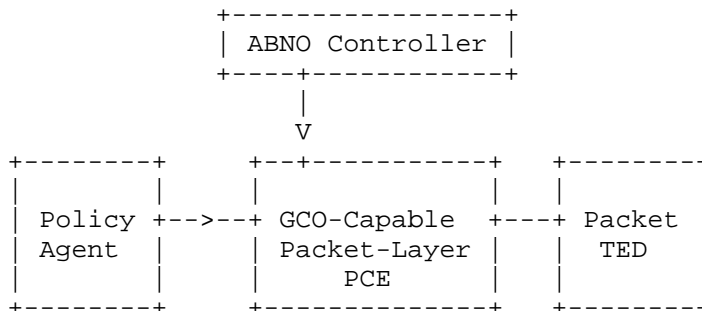 ABNO Controller
Policy GCO-Capable Packet
Agent Packet-Layer TED
PCE